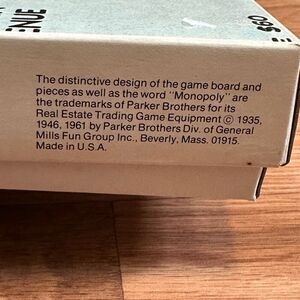 ENUE
$60
The distinctive design of the game board and
pieces as well as the word "Monopoly" are
the trademarks of Parker Brothers for its
Real Estate Trading Game Equipment © 1935,
1946, 1961 by Parker Brothers Div. of General
Mills Fun Group Inc., Beverly, Mass. 01915.
Made in U.S.A.